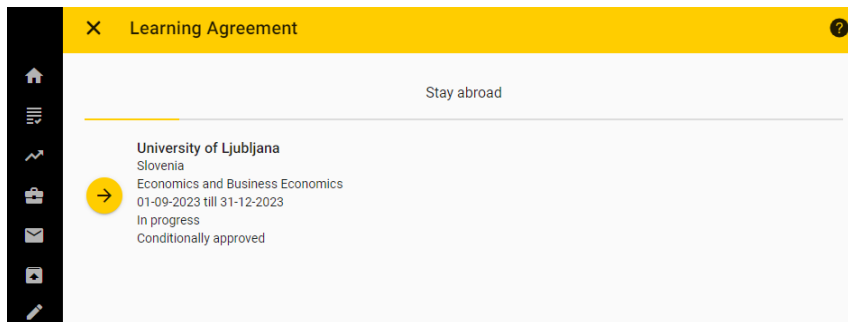 Learning Agreement
?
Stay abroad
University of Ljubljana
Slovenia
Economics and Business Economics
01-09-2023 till 31-12-2023
In progress
Conditionally approved